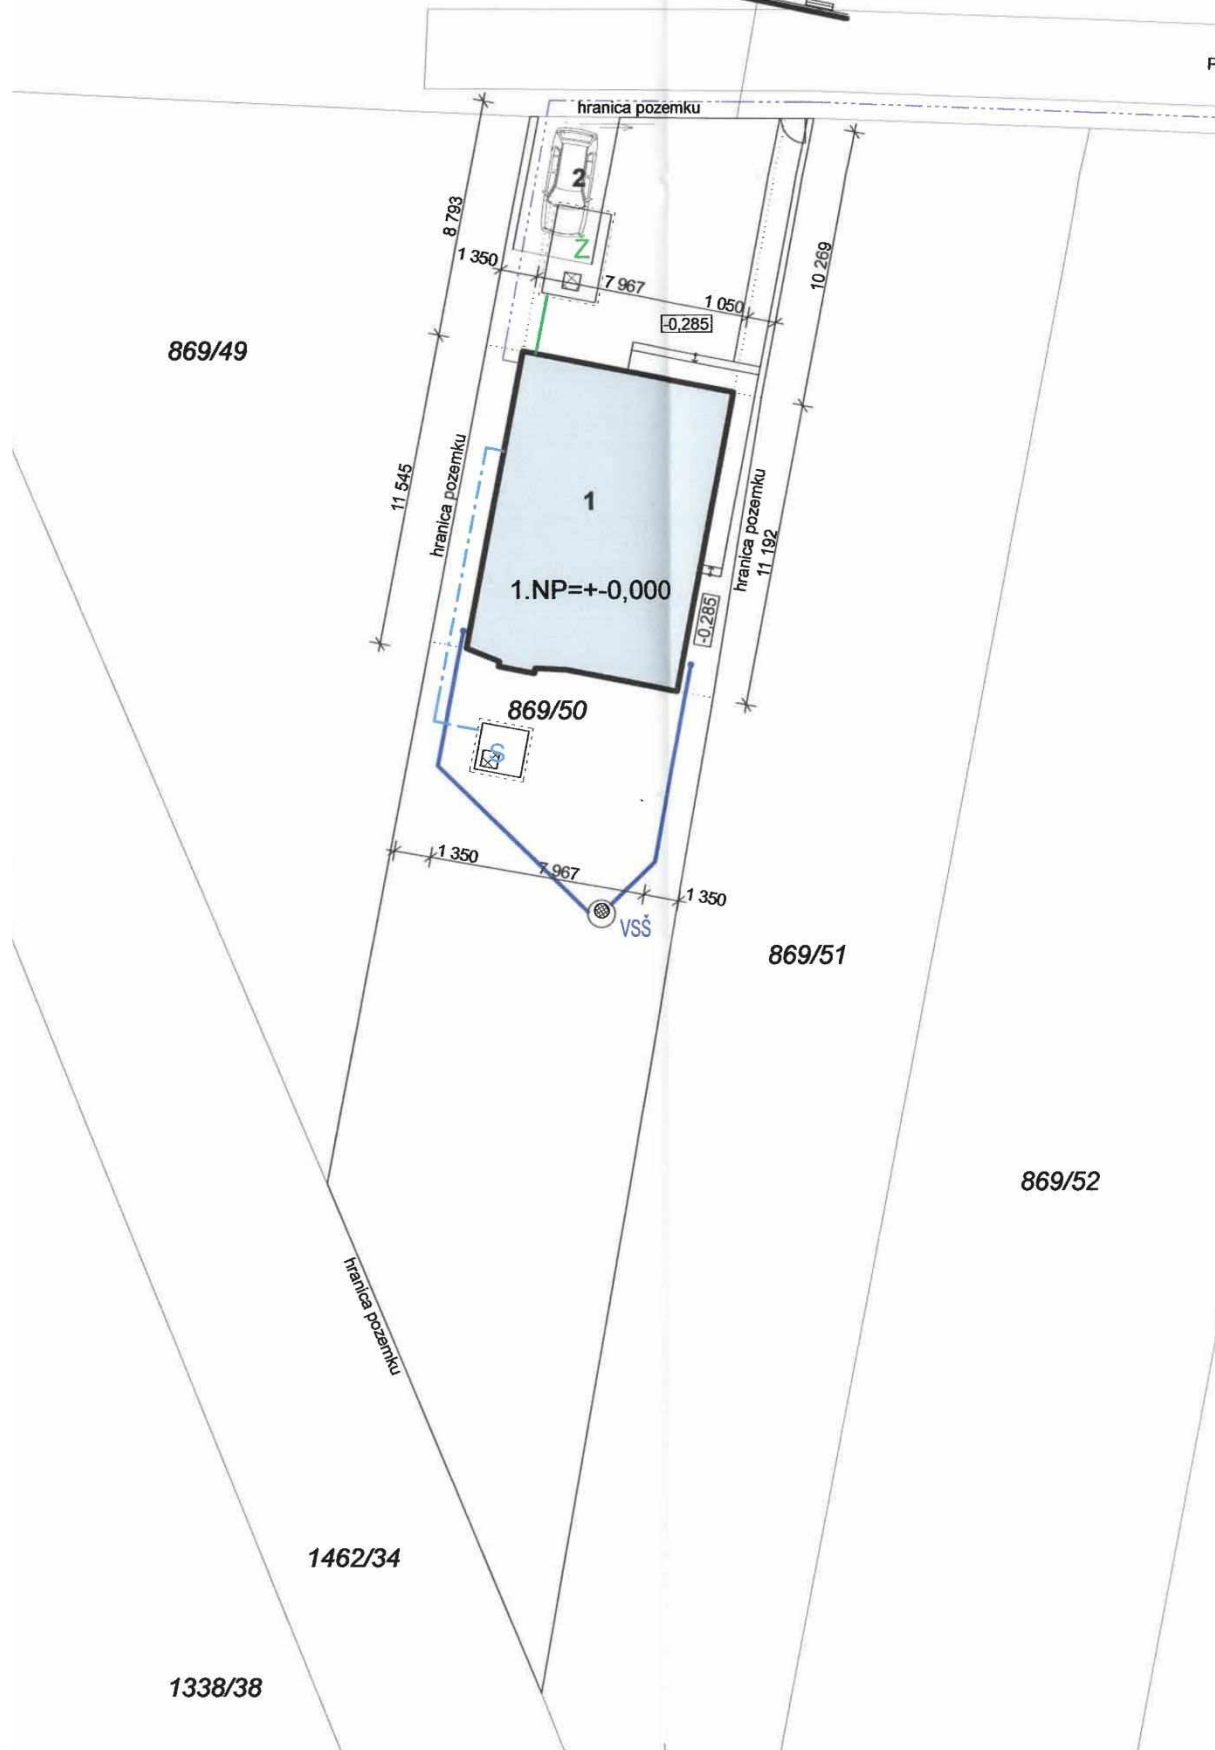 hranica pozemku
2
8 793
Ž
1 350
7 967
1 050
10 269
-0,285
869/49
11 545
hranica pozemku
1
hranica pozemku
11 192
1.NP=+-0,000
-0,285
869/50
S
1 350
7 967
1 350
VSŠ
869/51
869/52
hranica pozemku
1462/34
1338/38